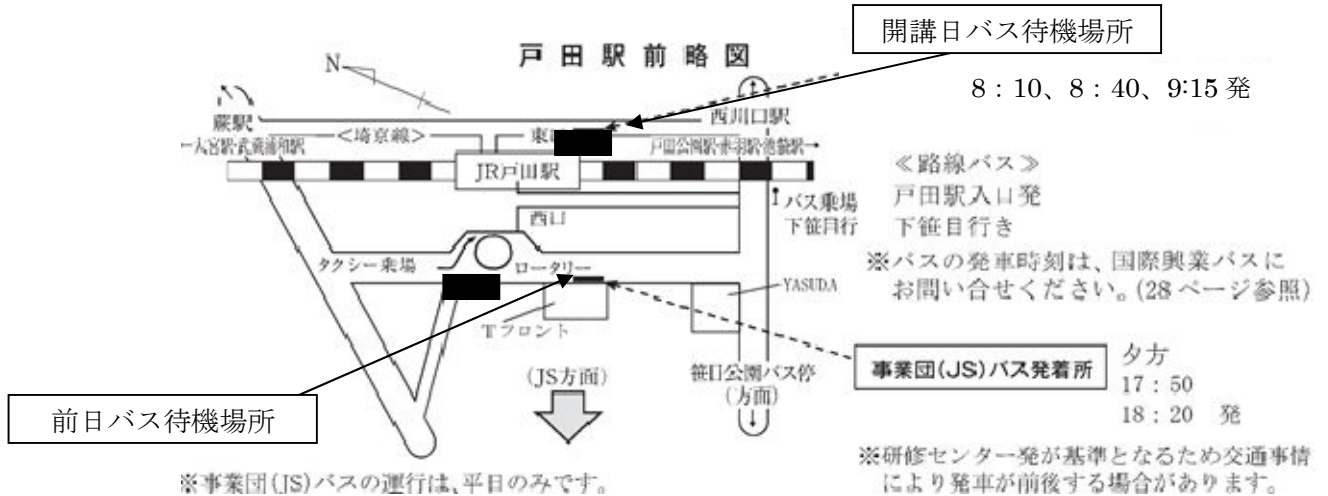 開講日バス待機場所
戸田駅前略図
8：10、8：40、9:15 発
N
蕨駅
西川口駅
＜埼京線＞
東口
←大宮駅・武蔵浦和駅
戸田公園駅・赤羽駅・池袋駅→
JR戸田駅
≪路線バス≫
戸田駅入口発
下笹目行き
バス乗場
下笹目行
西口
タクシー乗場
ロータリー
※バスの発車時刻は、国際興業バスに
お問い合せください。(28 ページ参照)
YASUDA
Tフロント
(JS方面)
笹目公園バス停
(方面)
事業団(JS)バス発着所
夕方
17：50
18：20 発
前日バス待機場所
※事業団(JS)バスの運行は、平日のみです。
※研修センター発が基準となるため交通事情
により発車が前後する場合があります。